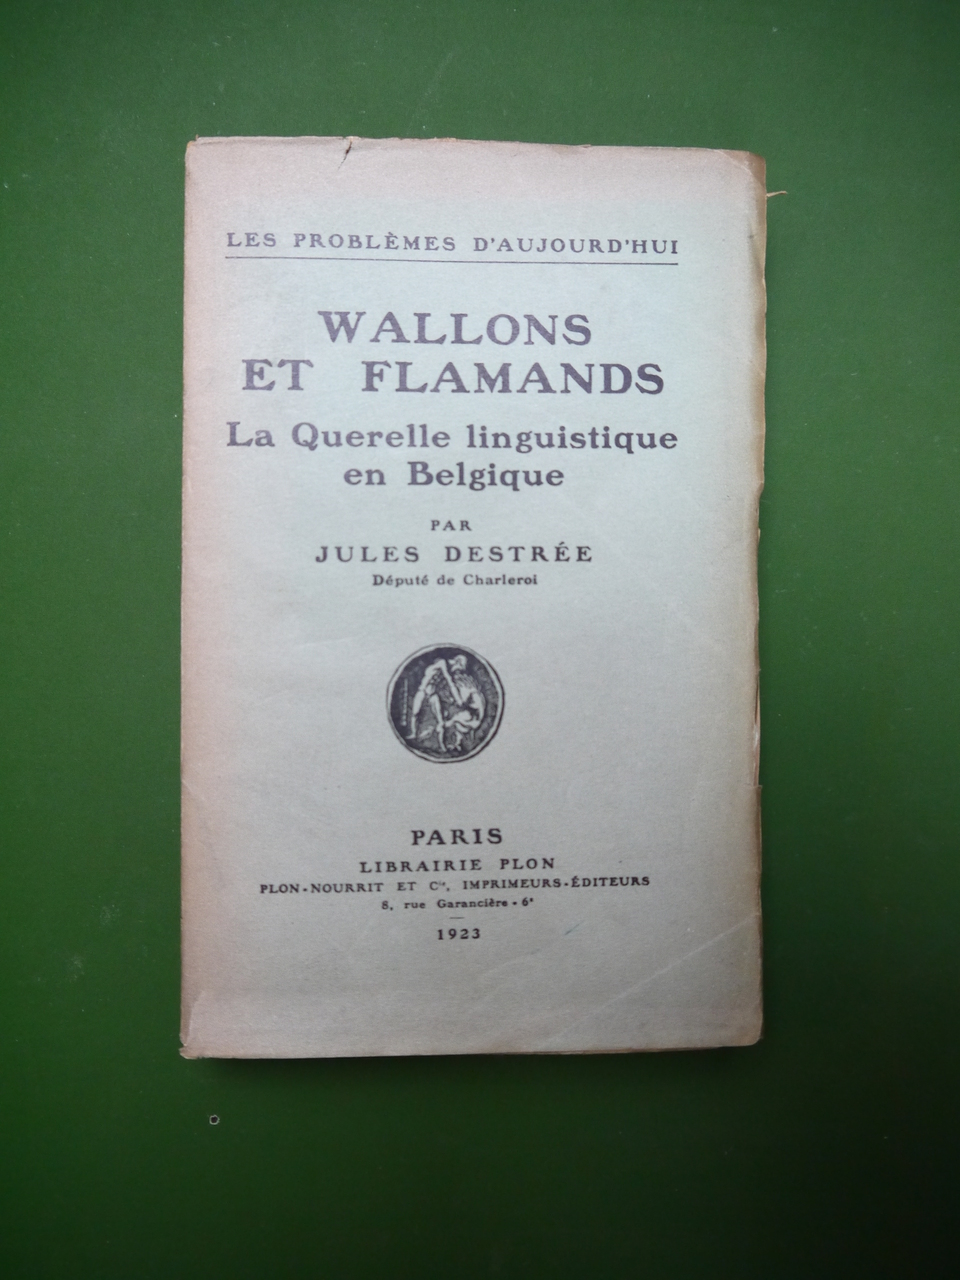 LES PROBLÈMES D'AUJOURD'HUI
WALLONS
ET FLAMANDS
La Querelle linguistique
en Belgique
PAR
JULES DESTRÉE
Député de Charleroi
PARIS
LIBRAIRIE PLON
PLON-NOURRIT ET Cie, IMPRIMEURS-ÉDITEURS
8, rue Garancière - 6e
1923